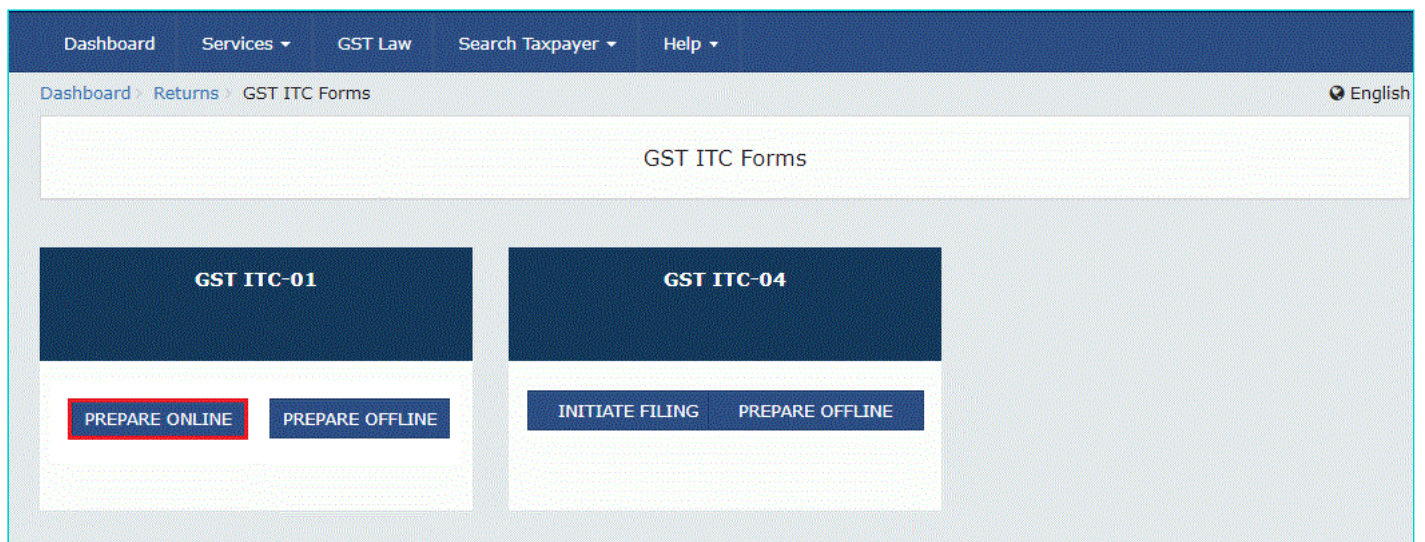 Dashboard Services GST Law Search Taxpayer Help
Dashboard > Returns > GST ITC Forms English
GST ITC Forms
GST ITC-01 GST ITC-04
PREPARE ONLINE PREPARE OFFLINE INITIATE FILING PREPARE OFFLINE